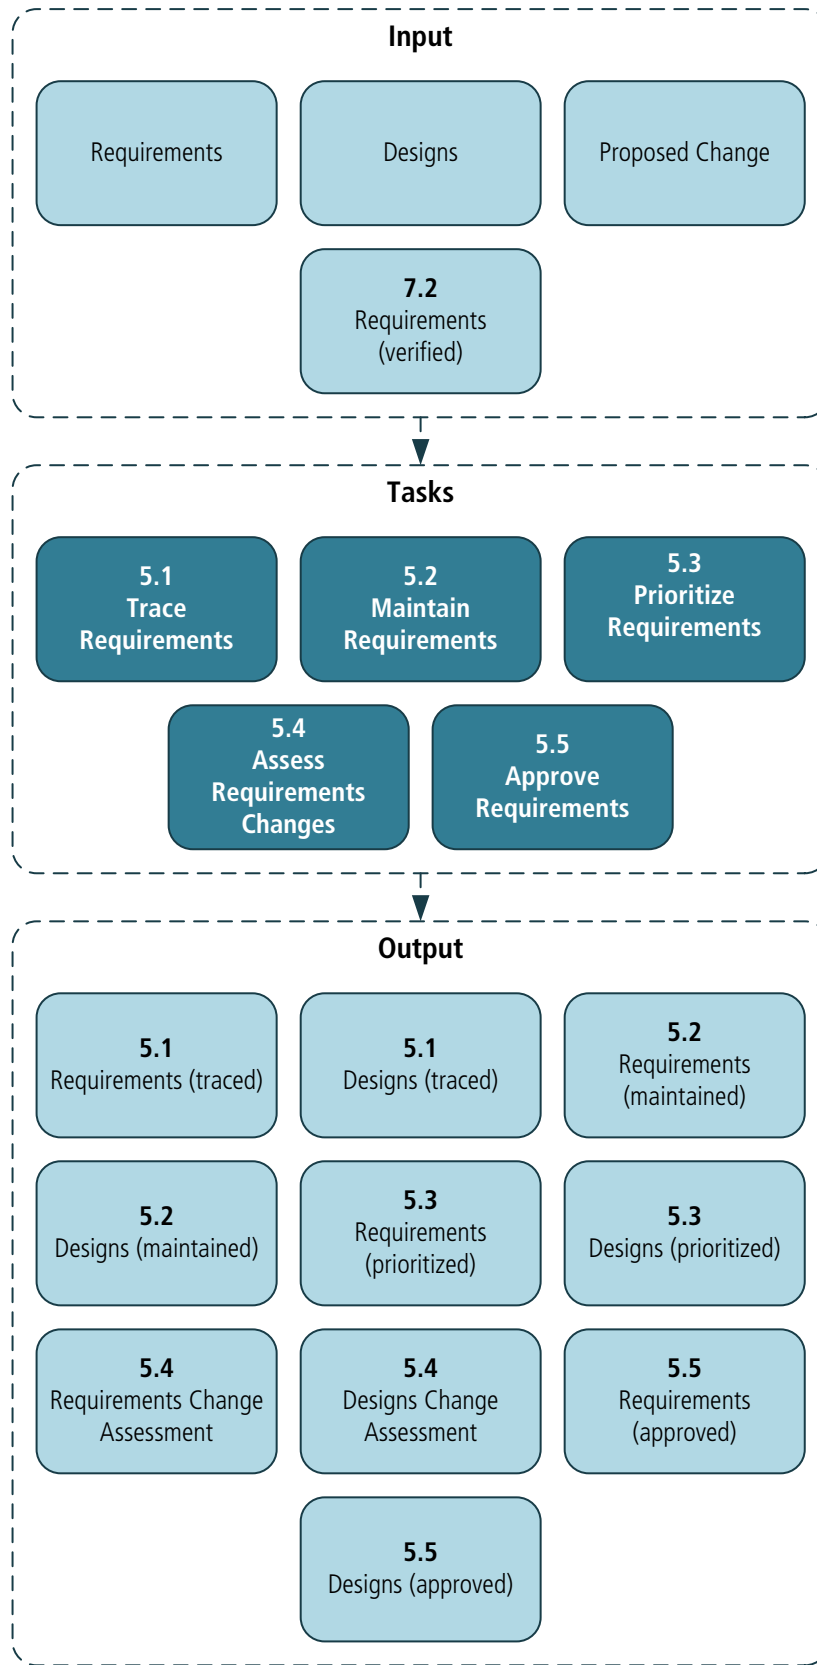 Input
Requirements
Designs
Proposed Change
7.2
Requirements
(verified)
Tasks
5.1
Trace
Requirements
5.2
Maintain
Requirements
5.3
Prioritize
Requirements
5.4
Assess
Requirements
Changes
5.5
Approve
Requirements
Output
5.1
Requirements (traced)
5.1
Designs (traced)
5.2
Requirements
(maintained)
5.2
Designs (maintained)
5.3
Requirements
(prioritized)
5.3
Designs (prioritized)
5.4
Requirements Change
Assessment
5.4
Designs Change
Assessment
5.5
Requirements
(approved)
5.5
Designs (approved)